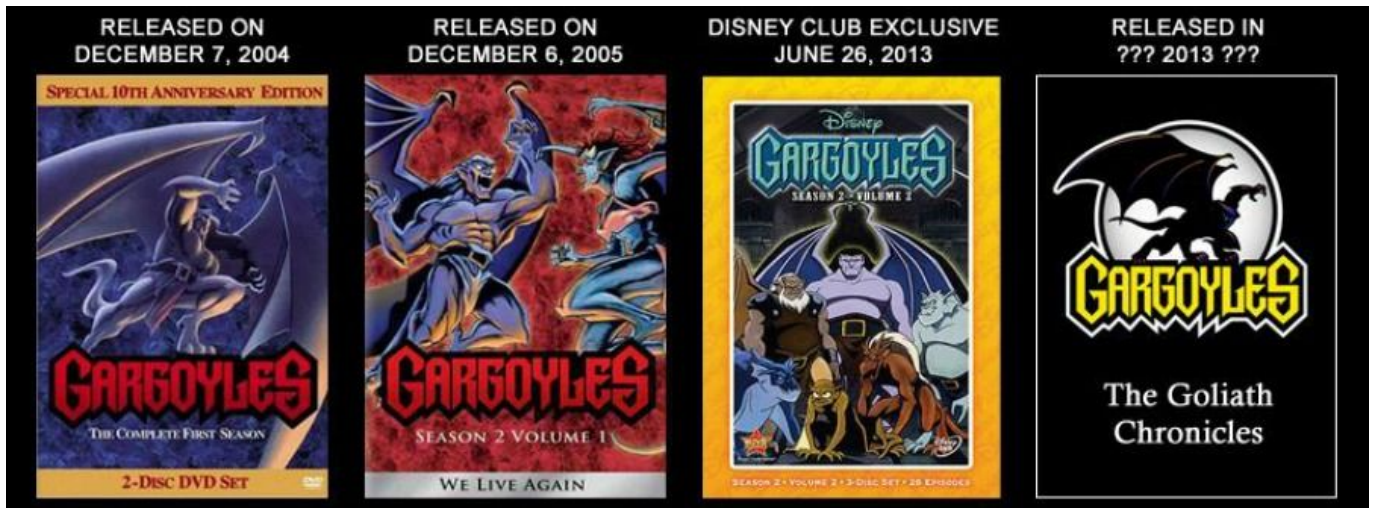 RELEASED ON
DECEMBER 7, 2004
SPECIAL 10TH ANNIVERSARY EDITION
GARGOYLES
THE COMPLETE FIRST SEASON
2-DISC DVD SET
DVD
RELEASED ON
DECEMBER 6, 2005
GARGOYLES
SEASON 2 VOLUME 1
WE LIVE AGAIN
DISNEY CLUB EXCLUSIVE
JUNE 26, 2013
Disney
GARGOYLES
SEASON 2 • VOLUME 2
Disney
DVD
SEASON 2 • VOLUME 2 • 3-DISC SET • 26 EPISODES
RELEASED IN
??? 2013 ???
GARGOYLES
The Goliath
Chronicles